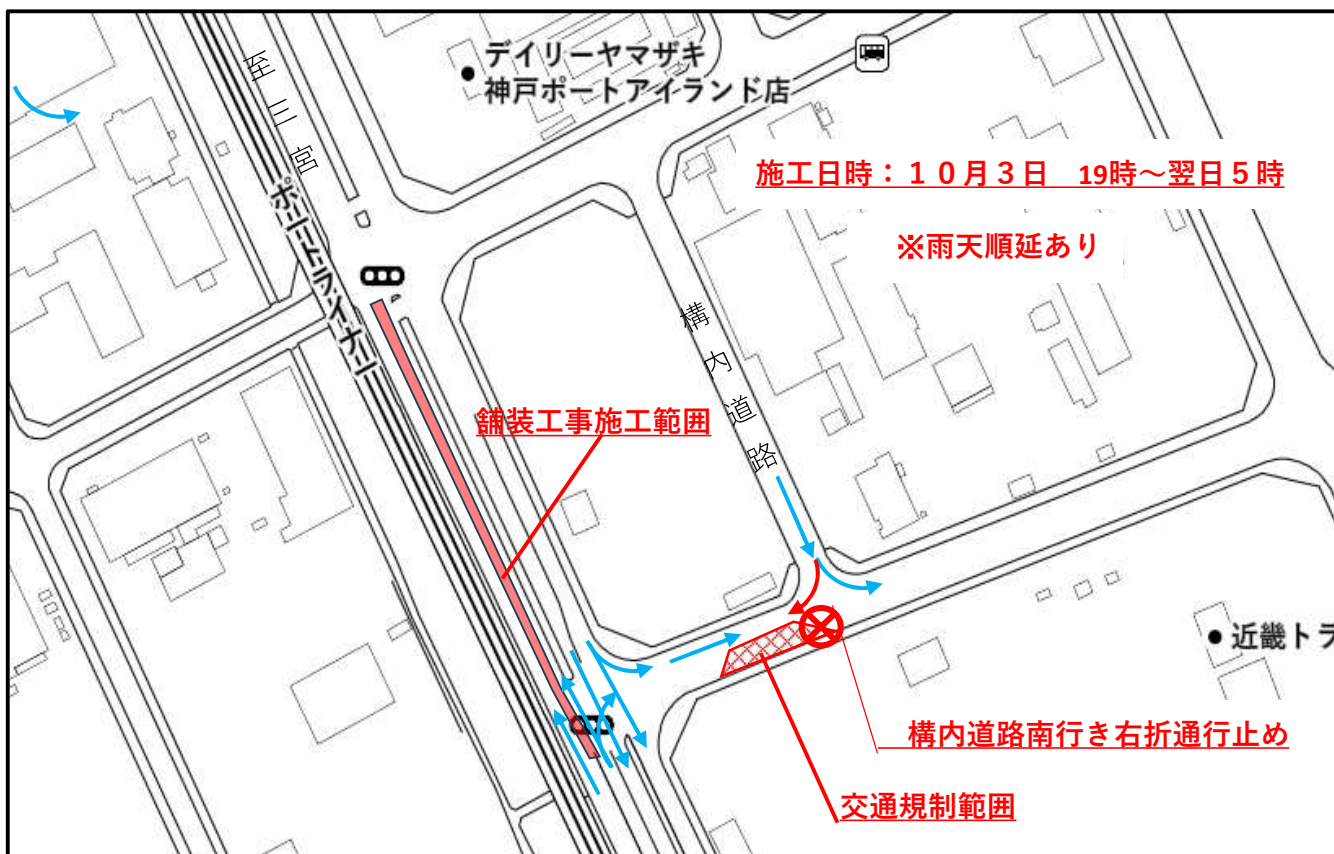 デイリーヤマザキ
神戸ポートアイランド店
至三宮
ポートライナー
施工日時：１０月３日　19時～翌日５時
※雨天順延あり
構内道路
舗装工事施工範囲
近畿トラ
構内道路南行き右折通行止め
交通規制範囲